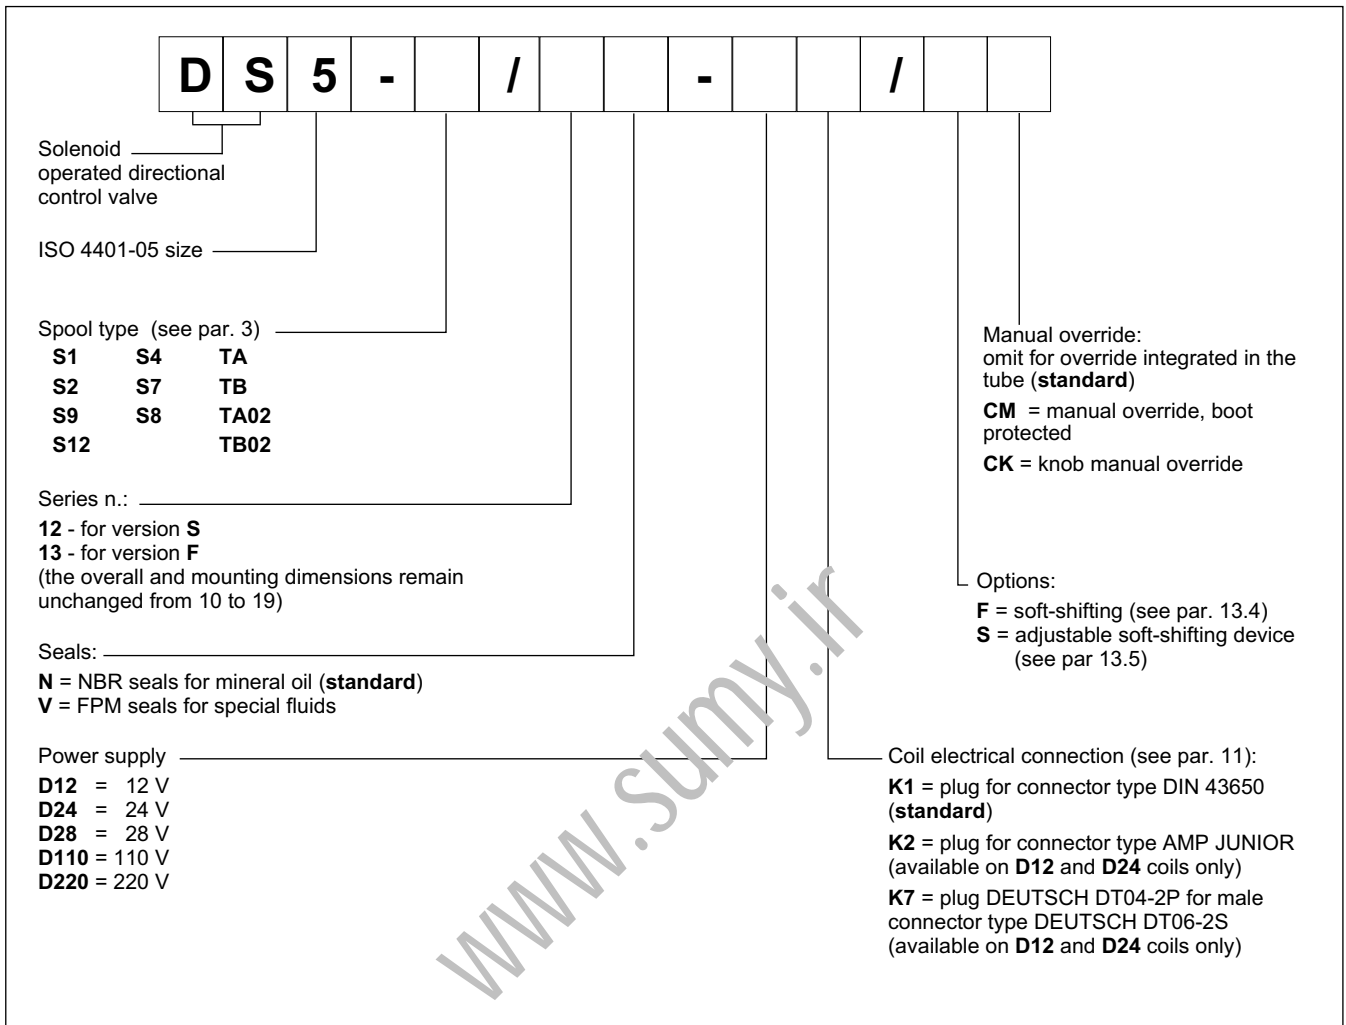 D S 5 - / - /
Solenoid
operated directional
control valve
ISO 4401-05 size
Spool type (see par. 3)
S1 S4 TA
S2 S7 TB
S9 S8 TA02
S12 TB02
Series n.:
12 - for version S
13 - for version F
(the overall and mounting dimensions remain
unchanged from 10 to 19)
Seals:
N = NBR seals for mineral oil (standard)
V = FPM seals for special fluids
Power supply
D12 = 12 V
D24 = 24 V
D28 = 28 V
D110 = 110 V
D220 = 220 V
Manual override:
omit for override integrated in the
tube (standard)
CM = manual override, boot
protected
CK = knob manual override
Options:
F = soft-shifting (see par. 13.4)
S = adjustable soft-shifting device
(see par 13.5)
Coil electrical connection (see par. 11):
K1 = plug for connector type DIN 43650
(standard)
K2 = plug for connector type AMP JUNIOR
(available on D12 and D24 coils only)
K7 = plug DEUTSCH DT04-2P for male
connector type DEUTSCH DT06-2S
(available on D12 and D24 coils only)
www.sumy.ir